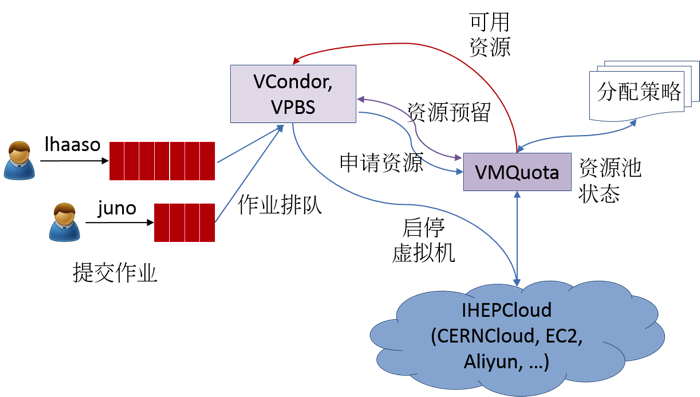 可用
资源
VCondor,
VPBS
分配策略
资源预留
lhaaso
申请资源
VMQuota
资源池
状态
juno
作业排队
启停
虚拟机
提交作业
IHEPCloud
(CERNCloud, EC2,
Aliyun, ...)